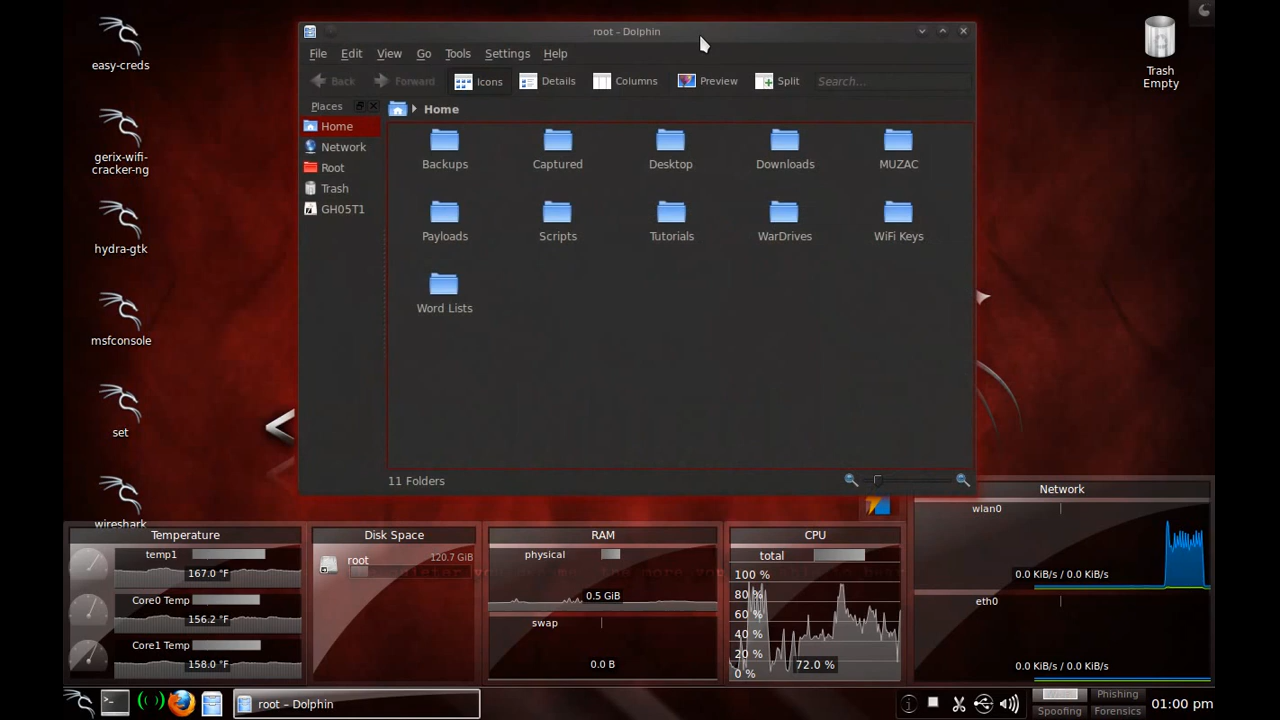 root – Dolphin
File Edit View Go Tools Settings Help
Back Forward Icons Details Columns Preview Split Search...
Places
Home
Home
Network
Root
Trash
GH05T1
Backups Captured Desktop Downloads MUZAC
Payloads Scripts Tutorials WarDrives WiFi Keys
Word Lists
11 Folders
easy-creds
gerix-wifi-
cracker-ng
hydra-gtk
msfconsole
set
wireshark
Trash
Empty
Temperature
temp1
167.0 °F
Core0 Temp
156.2 °F
Core1 Temp
158.0 °F
Disk Space
root 120.7 GiB
RAM
physical
0.5 GiB
swap
0.0 B
CPU
total
100 %
80 %
60 %
40 %
20 %
0 %
72.0 %
Network
wlan0
0.0 KiB/s / 0.0 KiB/s
eth0
0.0 KiB/s / 0.0 KiB/s
root – Dolphin
Phishing
Spoofing Forensics
01:00 pm